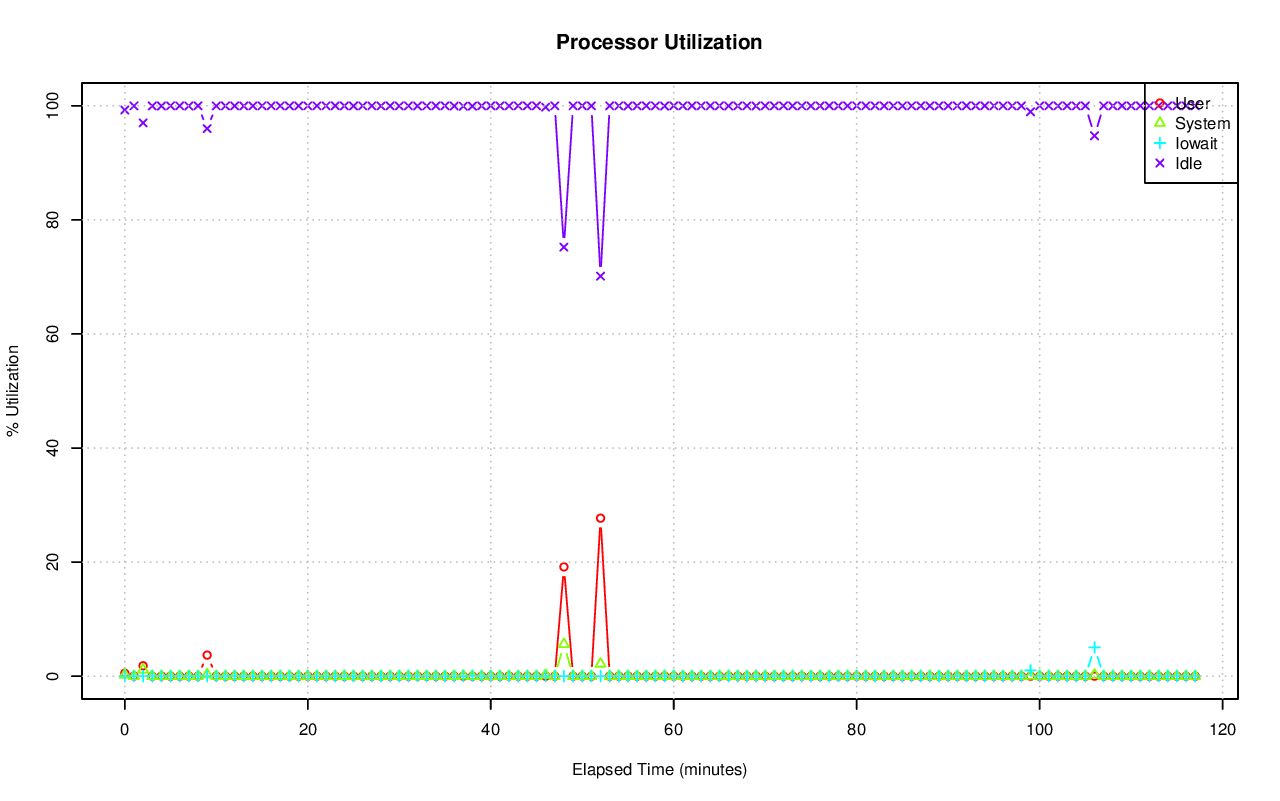 Processor Utilization
100
80
60
40
20
0
% Utilization
User
System
Iowait
Idle
0 20 40 60 80 100 120
Elapsed Time (minutes)